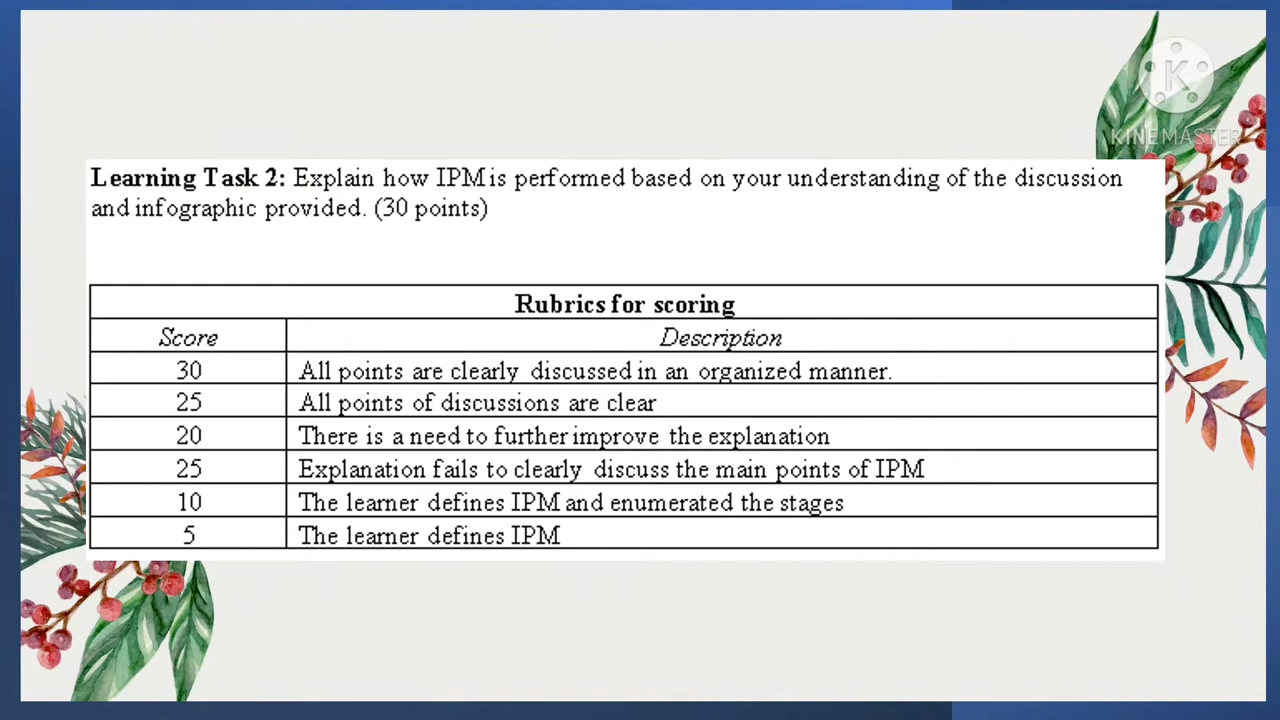 K
KINEMASTER
Learning Task 2: Explain how IPM is performed based on your understanding of the discussion
and infographic provided. (30 points)
Rubrics for scoring
Score Description
30 All points are clearly discussed in an organized manner.
25 All points of discussions are clear
20 There is a need to further improve the explanation
25 Explanation fails to clearly discuss the main points of IPM
10 The learner defines IPM and enumerated the stages
5 The learner defines IPM